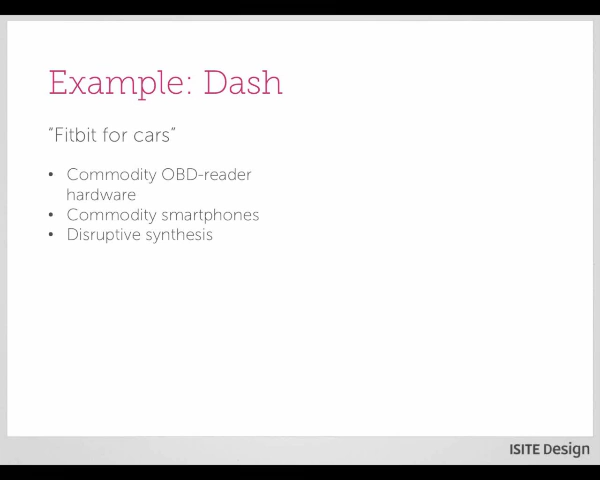 Example: Dash
“Fitbit for cars”
• Commodity OBD-reader
hardware
• Commodity smartphones
• Disruptive synthesis
ISITE Design